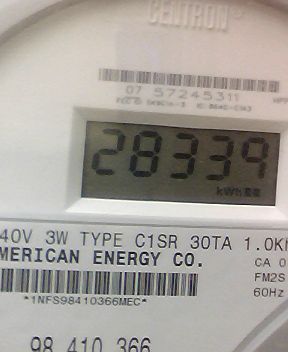 CENTRON®
07 57245311
28339
kWh
40V 3W TYPE C1SR 30TA 1.0K
MERICAN ENERGY CO.
CA 0
FM2S
60Hz
*1NFS98410366MEC*
98 410 366